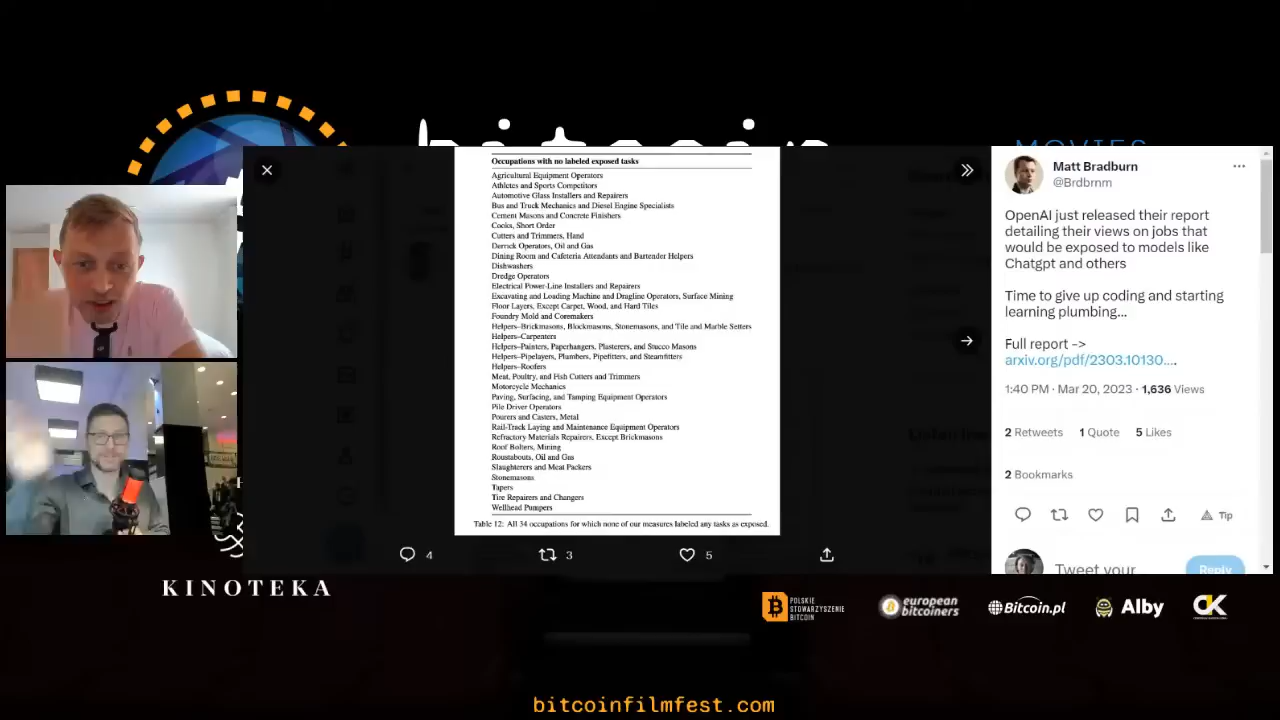 MOVIES
Occupations with no labeled exposed tasks
Agricultural Equipment Operators
Athletes and Sports Competitors
Automotive Glass Installers and Repairers
Bus and Truck Mechanics and Diesel Engine Specialists
Cement Masons and Concrete Finishers
Cooks, Short Order
Cutters and Trimmers, Hand
Derrick Operators, Oil and Gas
Dining Room and Cafeteria Attendants and Bartender Helpers
Dishwashers
Dredge Operators
Electrical Power-Line Installers and Repairers
Excavating and Loading Machine and Dragline Operators, Surface Mining
Floor Layers, Except Carpet, Wood, and Hard Tiles
Foundry Mold and Coremakers
Helpers–Brickmasons, Blockmasons, Stonemasons, and Tile and Marble Setters
Helpers–Carpenters
Helpers–Painters, Paperhangers, Plasterers, and Stucco Masons
Helpers–Pipelayers, Plumbers, Pipefitters, and Steamfitters
Helpers–Roofers
Meat, Poultry, and Fish Cutters and Trimmers
Motorcycle Mechanics
Paving, Surfacing, and Tamping Equipment Operators
Pile Driver Operators
Pourers and Casters, Metal
Rail-Track Laying and Maintenance Equipment Operators
Refractory Materials Repairers, Except Brickmasons
Roof Bolters, Mining
Roustabouts, Oil and Gas
Slaughterers and Meat Packers
Stonemasons
Tapers
Tire Repairers and Changers
Wellhead Pumpers
Table 12: All 34 occupations for which none of our measures labeled any tasks as exposed.
4
3
5
Matt Bradburn
@Brdbrnm
OpenAI just released their report
detailing their views on jobs that
would be exposed to models like
Chatgpt and others
Time to give up coding and starting
learning plumbing...
Full report ->
arxiv.org/pdf/2303.10130...
1:40 PM · Mar 20, 2023 · 1,636 Views
2 Retweets 1 Quote 5 Likes
2 Bookmarks
Tip
Tweet your
Reply
KINOTEKA
POLSKIE
STOWARZYSZENIE
BITCOIN
european
bitcoiners
Bitcoin.pl
Alby
bitcoinfilmfest.com